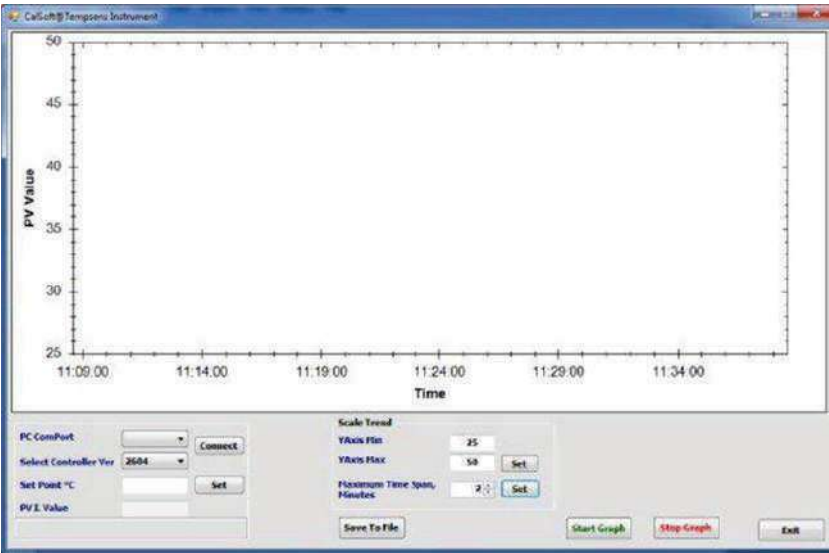 CalSoft@Tempsens Instrument
50
45
40
35
30
25
PV Value
11:09:00 11:14:00 11:19:00 11:24:00 11:29:00 11:34:00
Time
PC ComPort
Connect
Select Controller Ver 2604
Set Point °C
Set
PV1 Value
Scale Trend
YAxis Min 25
YAxis Max 50 Set
Maximum Time Span,
Minutes
2 Set
Save To File
Start Graph
Stop Graph
Exit